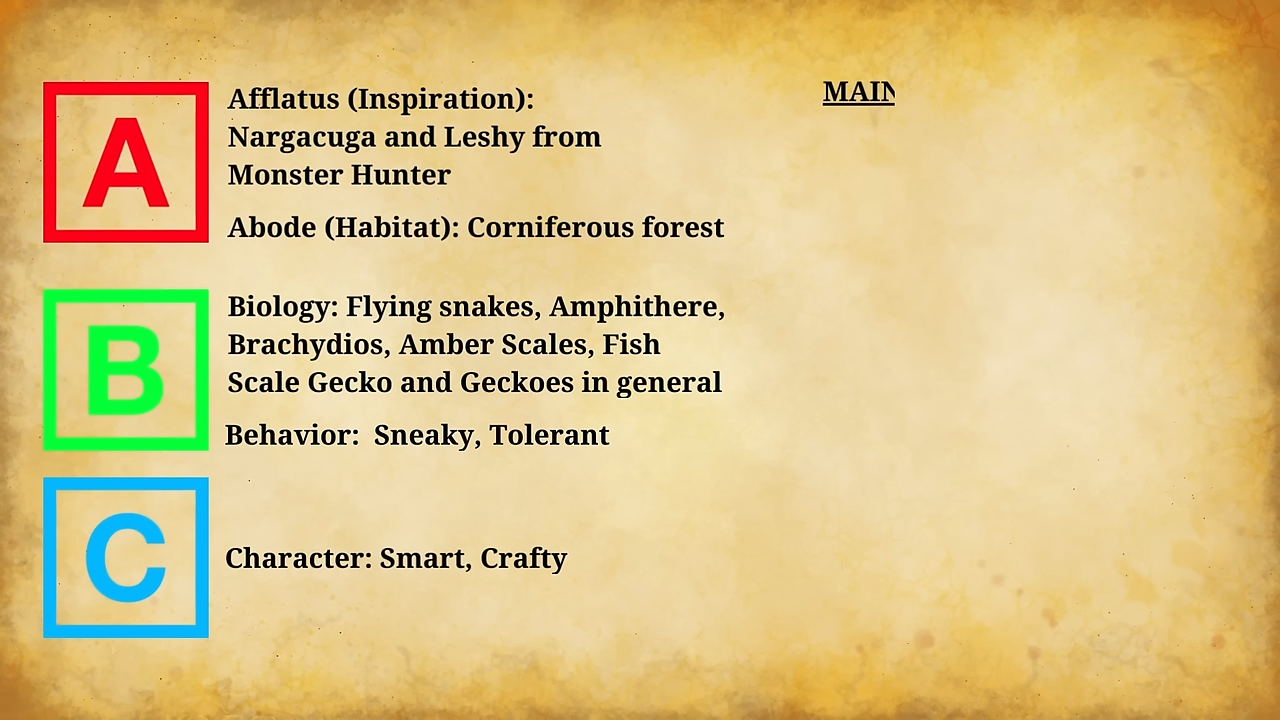 A
Afflatus (Inspiration):
Nargacuga and Leshy from
Monster Hunter
Abode (Habitat): Corniferous forest
B
Biology: Flying snakes, Amphithere,
Brachydios, Amber Scales, Fish
Scale Gecko and Geckoes in general
Behavior: Sneaky, Tolerant
C
Character: Smart, Crafty
MAIN